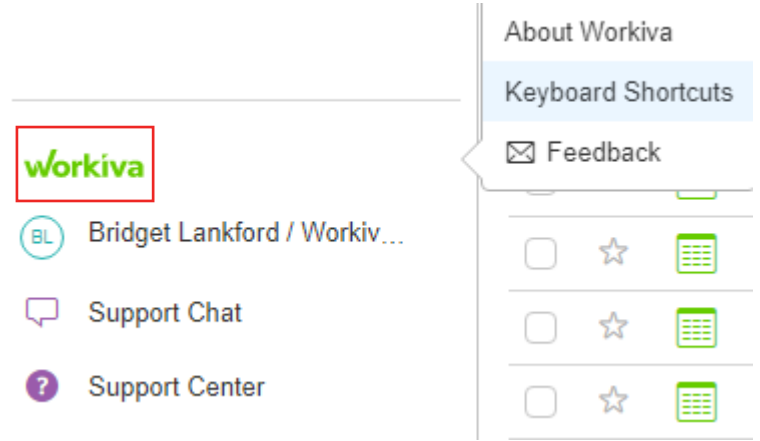 About Workiva
Keyboard Shortcuts
Feedback
workiva
BL
Bridget Lankford / Workiv...
Support Chat
?
Support Center